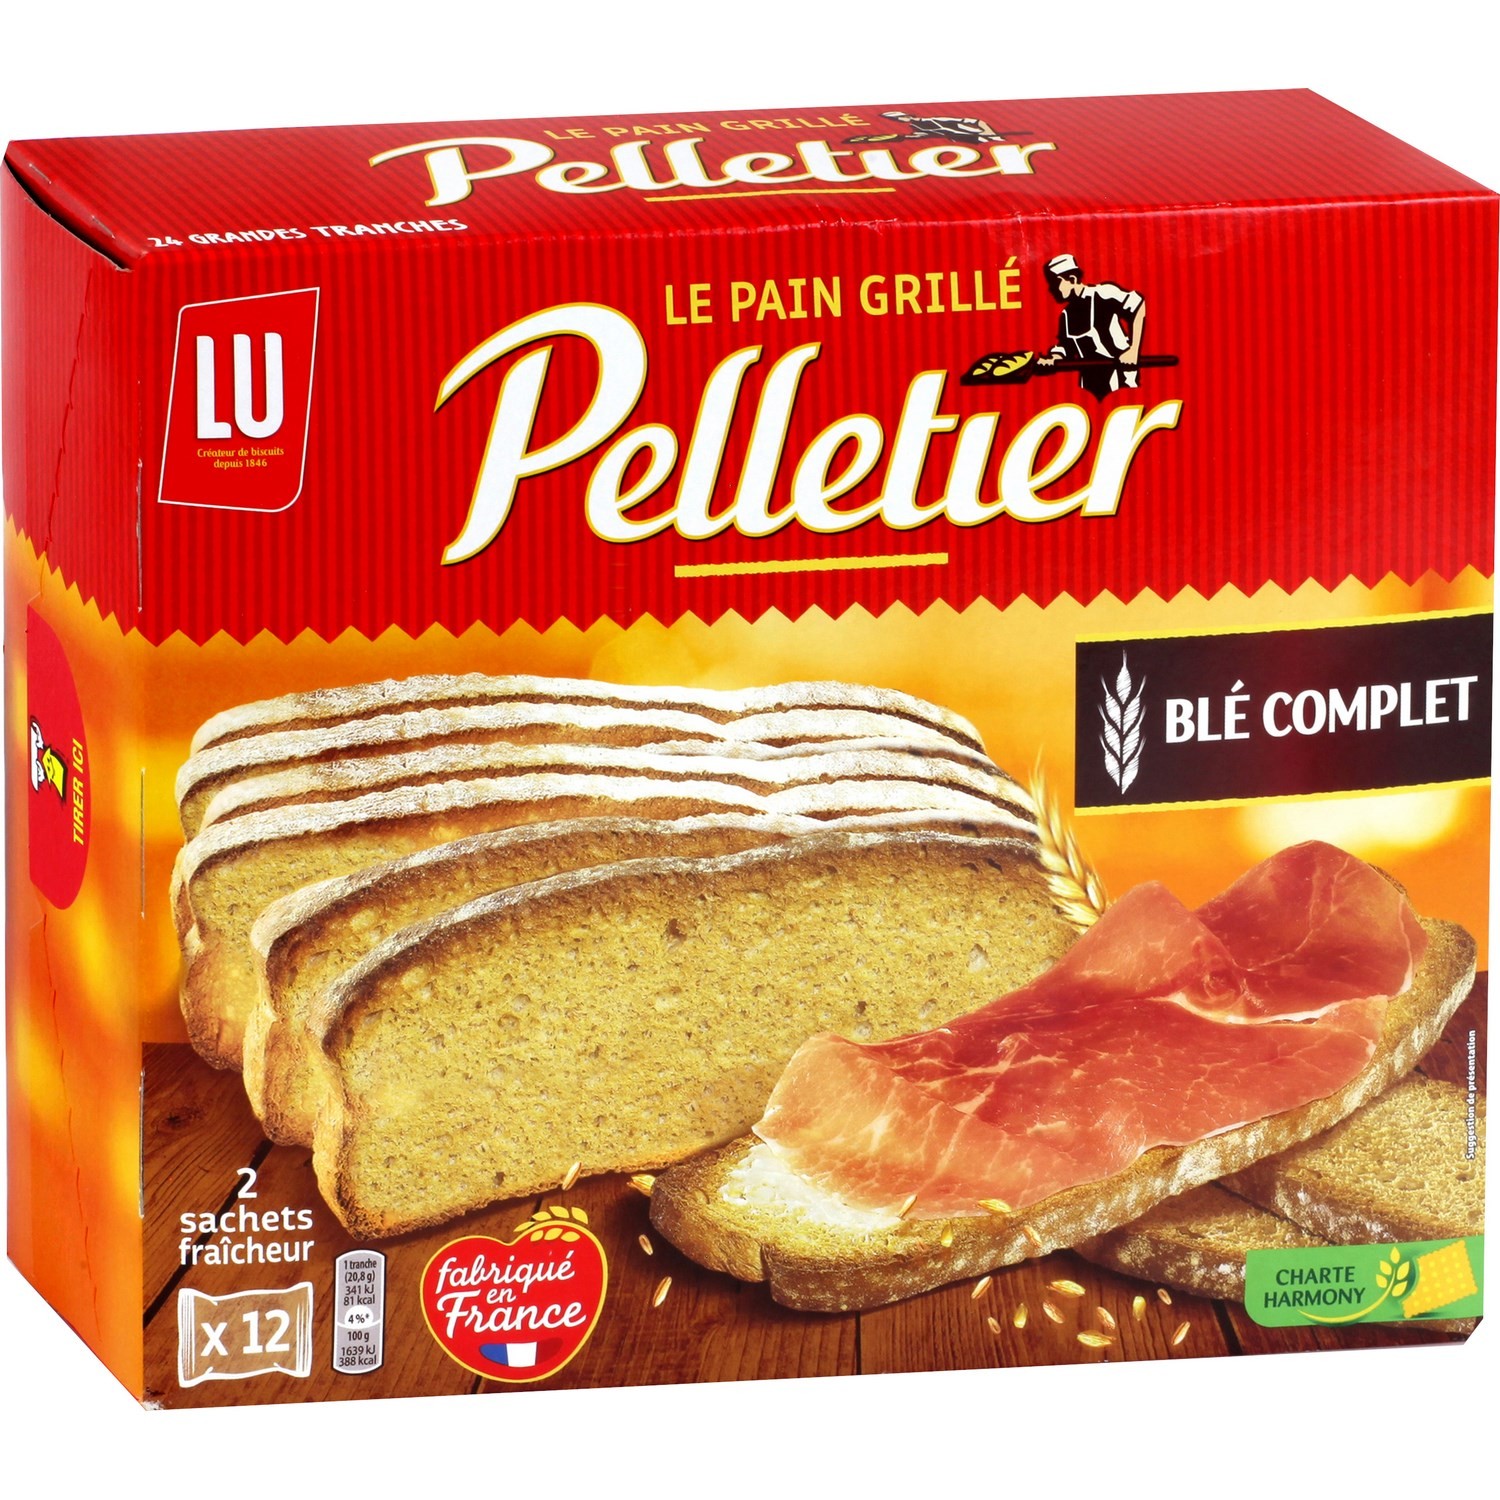 LE PAIN GRILLÉ
Pelletier
24 GRANDES TRANCHES
LU
Créateur de biscuits
depuis 1846
LE PAIN GRILLÉ
Pelletier
BLÉ COMPLET
TIRER ICI
Suggestion de présentation
2
sachets
fraîcheur
x 12
1 tranche
(20,8 g)
341 kJ
81 kcal
4 %*
100 g
1639 kJ
388 kcal
fabriqué
en
France
CHARTE
HARMONY